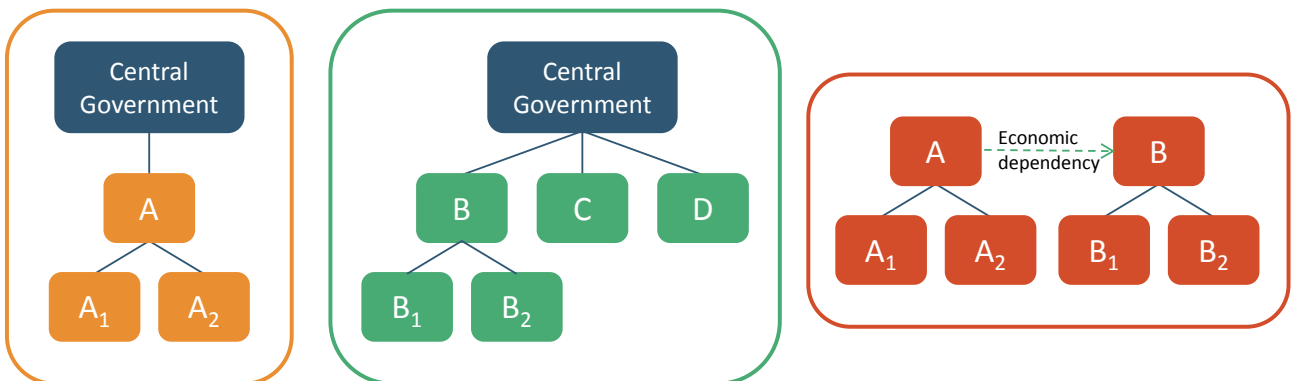 Central
Government
A
A₁
A₂
Central
Government
B
C
D
B₁
B₂
A
Economic
dependency
B
A₁
A₂
B₁
B₂